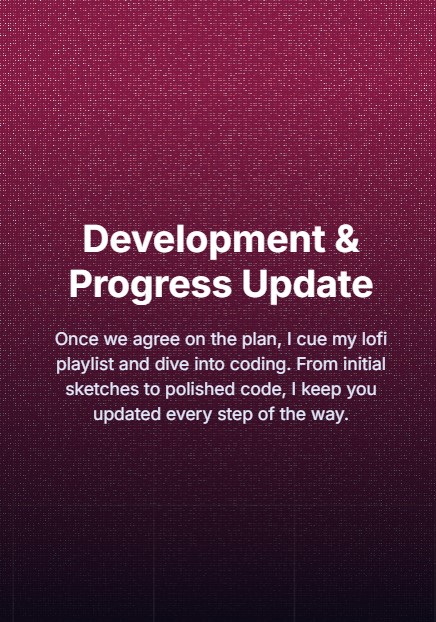 Development &
Progress Update
Once we agree on the plan, I cue my lofi
playlist and dive into coding. From initial
sketches to polished code, I keep you
updated every step of the way.